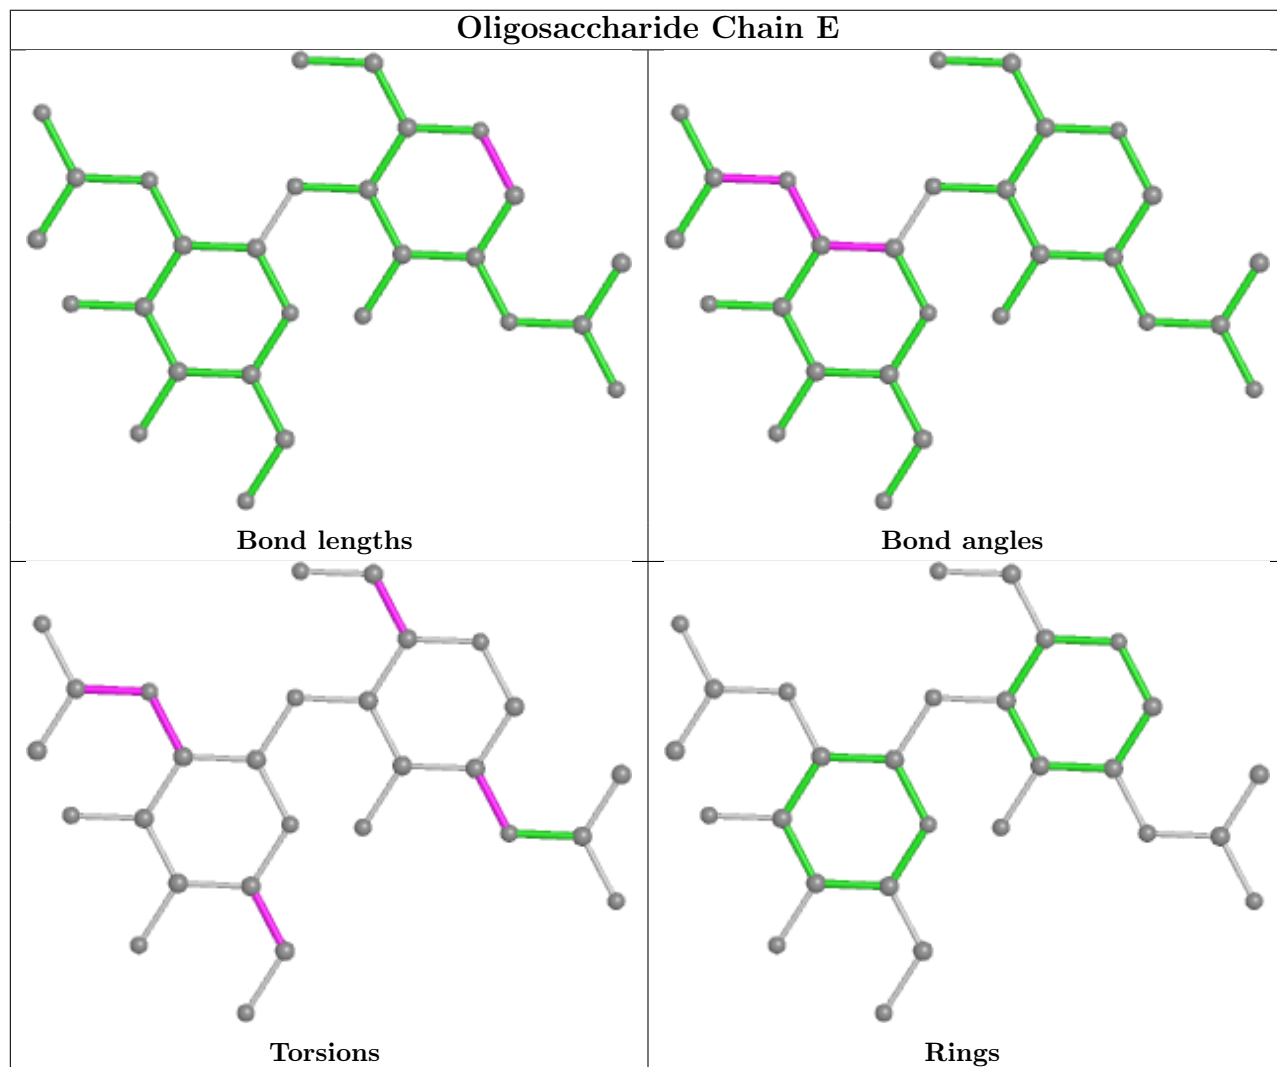 Oligosaccharide Chain E
Bond lengths
Bond angles
Torsions
Rings